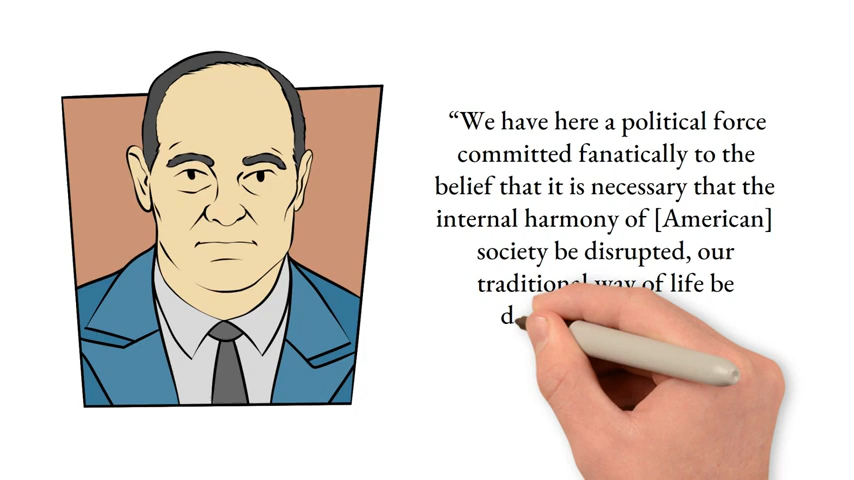 “We have here a political force
committed fanatically to the
belief that it is necessary that the
internal harmony of [American]
society be disrupted, our
traditional way of life be
d